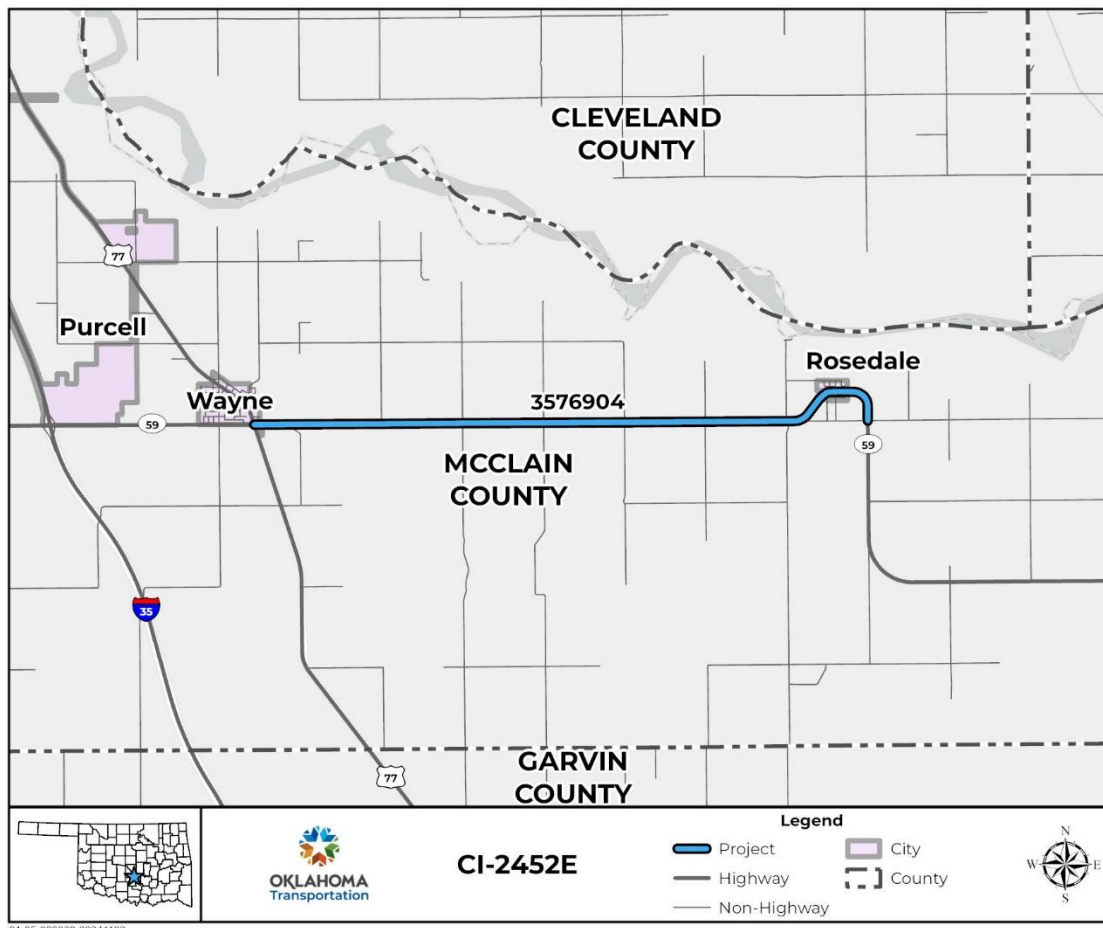 CLEVELAND
COUNTY
77
Purcell
Rosedale
Wayne
3576904
59
59
MCCLAIN
COUNTY
35
GARVIN
COUNTY
77
OKLAHOMA
Transportation
CI-2452E
Legend
Project
City
Highway
County
Non-Highway
N
W
E
S